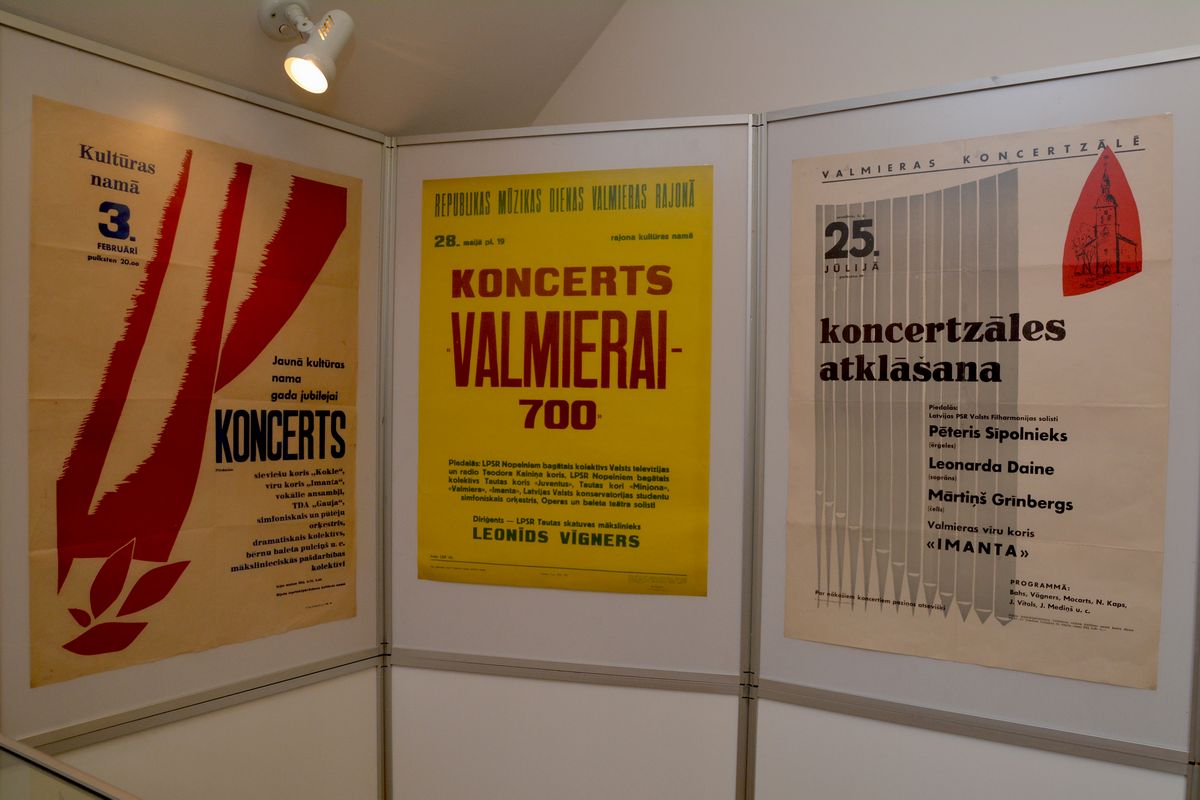 Kultūras
namā
3.
FEBRUĀRĪ
pulksten 20.00
Jaunā kultūras
nama
gada jubilejai
KONCERTS
Piedalās
sieviešu koris „Kokle“,
vīru koris „Imanta“,
vokālie ansambļi,
TDA „Gauja“,
simfoniskais un pūtēju
orķestris,
dramatiskais kolektīvs,
bērnu baleta pulciņš u. c.
mākslinieciskās pašdarbības
kolektīvi
REPUBLIKAS MŪZIKAS DIENAS VALMIERAS RAJONĀ
28. maijā pl. 19
rajona kultūras namā
KONCERTS
«VALMIERAI-
700»
Piedalās: LPSR Nopelniem bagātais kolektīvs Valsts televīzijas
un radio Teodora Kalniņa koris, LPSR Nopelniem bagātais
kolektīvs Tautas koris «Juventus», Tautas kori «Minjona»,
«Valmiera», «Imanta», Latvijas Valsts konservatorijas studentu
simfoniskais orķestris, Operas un baleta teātra solisti
Diriģents — LPSR Tautas skatuves mākslinieks
LEONĪDS VĪGNERS
VALMIERAS KONCERTZĀLĒ
25.
JŪLIJĀ
koncertzāles
atklāšana
Piedalās:
Latvijas PSR Valsts Filharmonijas solisti
Pēteris Sīpolnieks
(ērģeles)
Leonarda Daine
(soprāns)
Mārtiņš Grīnbergs
(čells)
Valmieras vīru koris
«IMANTA»
Par nākošiem koncertiem paziņos atsevišķi
PROGRAMMĀ:
Bahs, Vīgners, Mocarts, N. Kaps,
J. Vītols, J. Mediņš u. c.